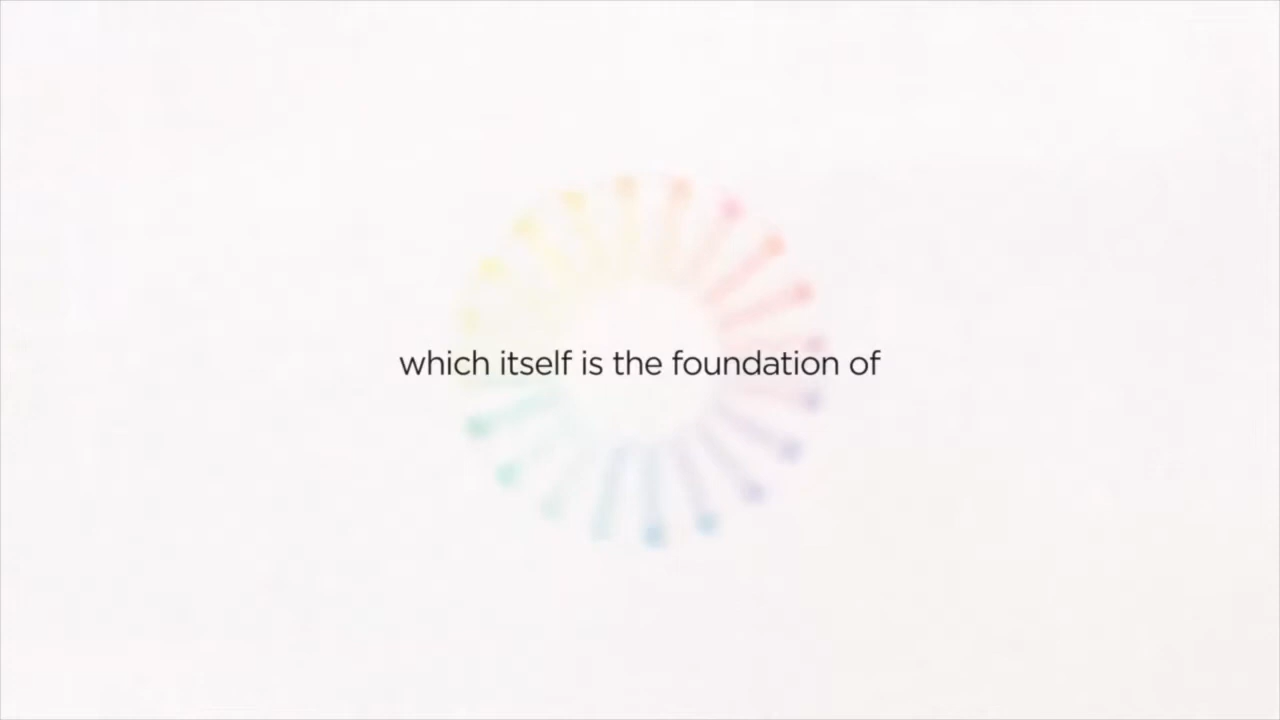 which itself is the foundation of